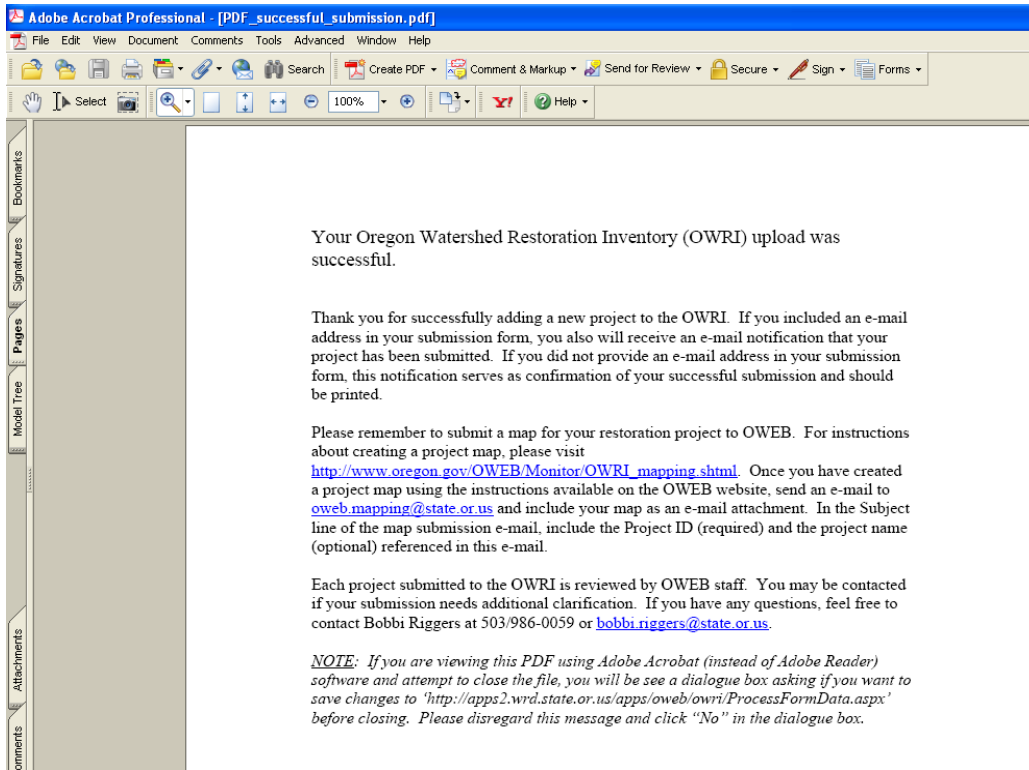 Adobe Acrobat Professional - [PDF_successful_submission.pdf]
File Edit View Document Comments Tools Advanced Window Help
Search Create PDF Comment & Markup Send for Review Secure Sign Forms
Select 100% Y! Help
Bookmarks
Signatures
Pages
Model Tree
Attachments
omments
Your Oregon Watershed Restoration Inventory (OWRI) upload was
successful.
Thank you for successfully adding a new project to the OWRI. If you included an e-mail
address in your submission form, you also will receive an e-mail notification that your
project has been submitted. If you did not provide an e-mail address in your submission
form, this notification serves as confirmation of your successful submission and should
be printed.
Please remember to submit a map for your restoration project to OWEB. For instructions
about creating a project map, please visit
http://www.oregon.gov/OWEB/Monitor/OWRI_mapping.shtml. Once you have created
a project map using the instructions available on the OWEB website, send an e-mail to
oweb.mapping@state.or.us and include your map as an e-mail attachment. In the Subject
line of the map submission e-mail, include the Project ID (required) and the project name
(optional) referenced in this e-mail.
Each project submitted to the OWRI is reviewed by OWEB staff. You may be contacted
if your submission needs additional clarification. If you have any questions, feel free to
contact Bobbi Riggers at 503/986-0059 or bobbi.riggers@state.or.us.
NOTE: If you are viewing this PDF using Adobe Acrobat (instead of Adobe Reader)
software and attempt to close the file, you will be see a dialogue box asking if you want to
save changes to ‘http://apps2.wrd.state.or.us/apps/oweb/owri/ProcessFormData.aspx’
before closing. Please disregard this message and click “No” in the dialogue box.